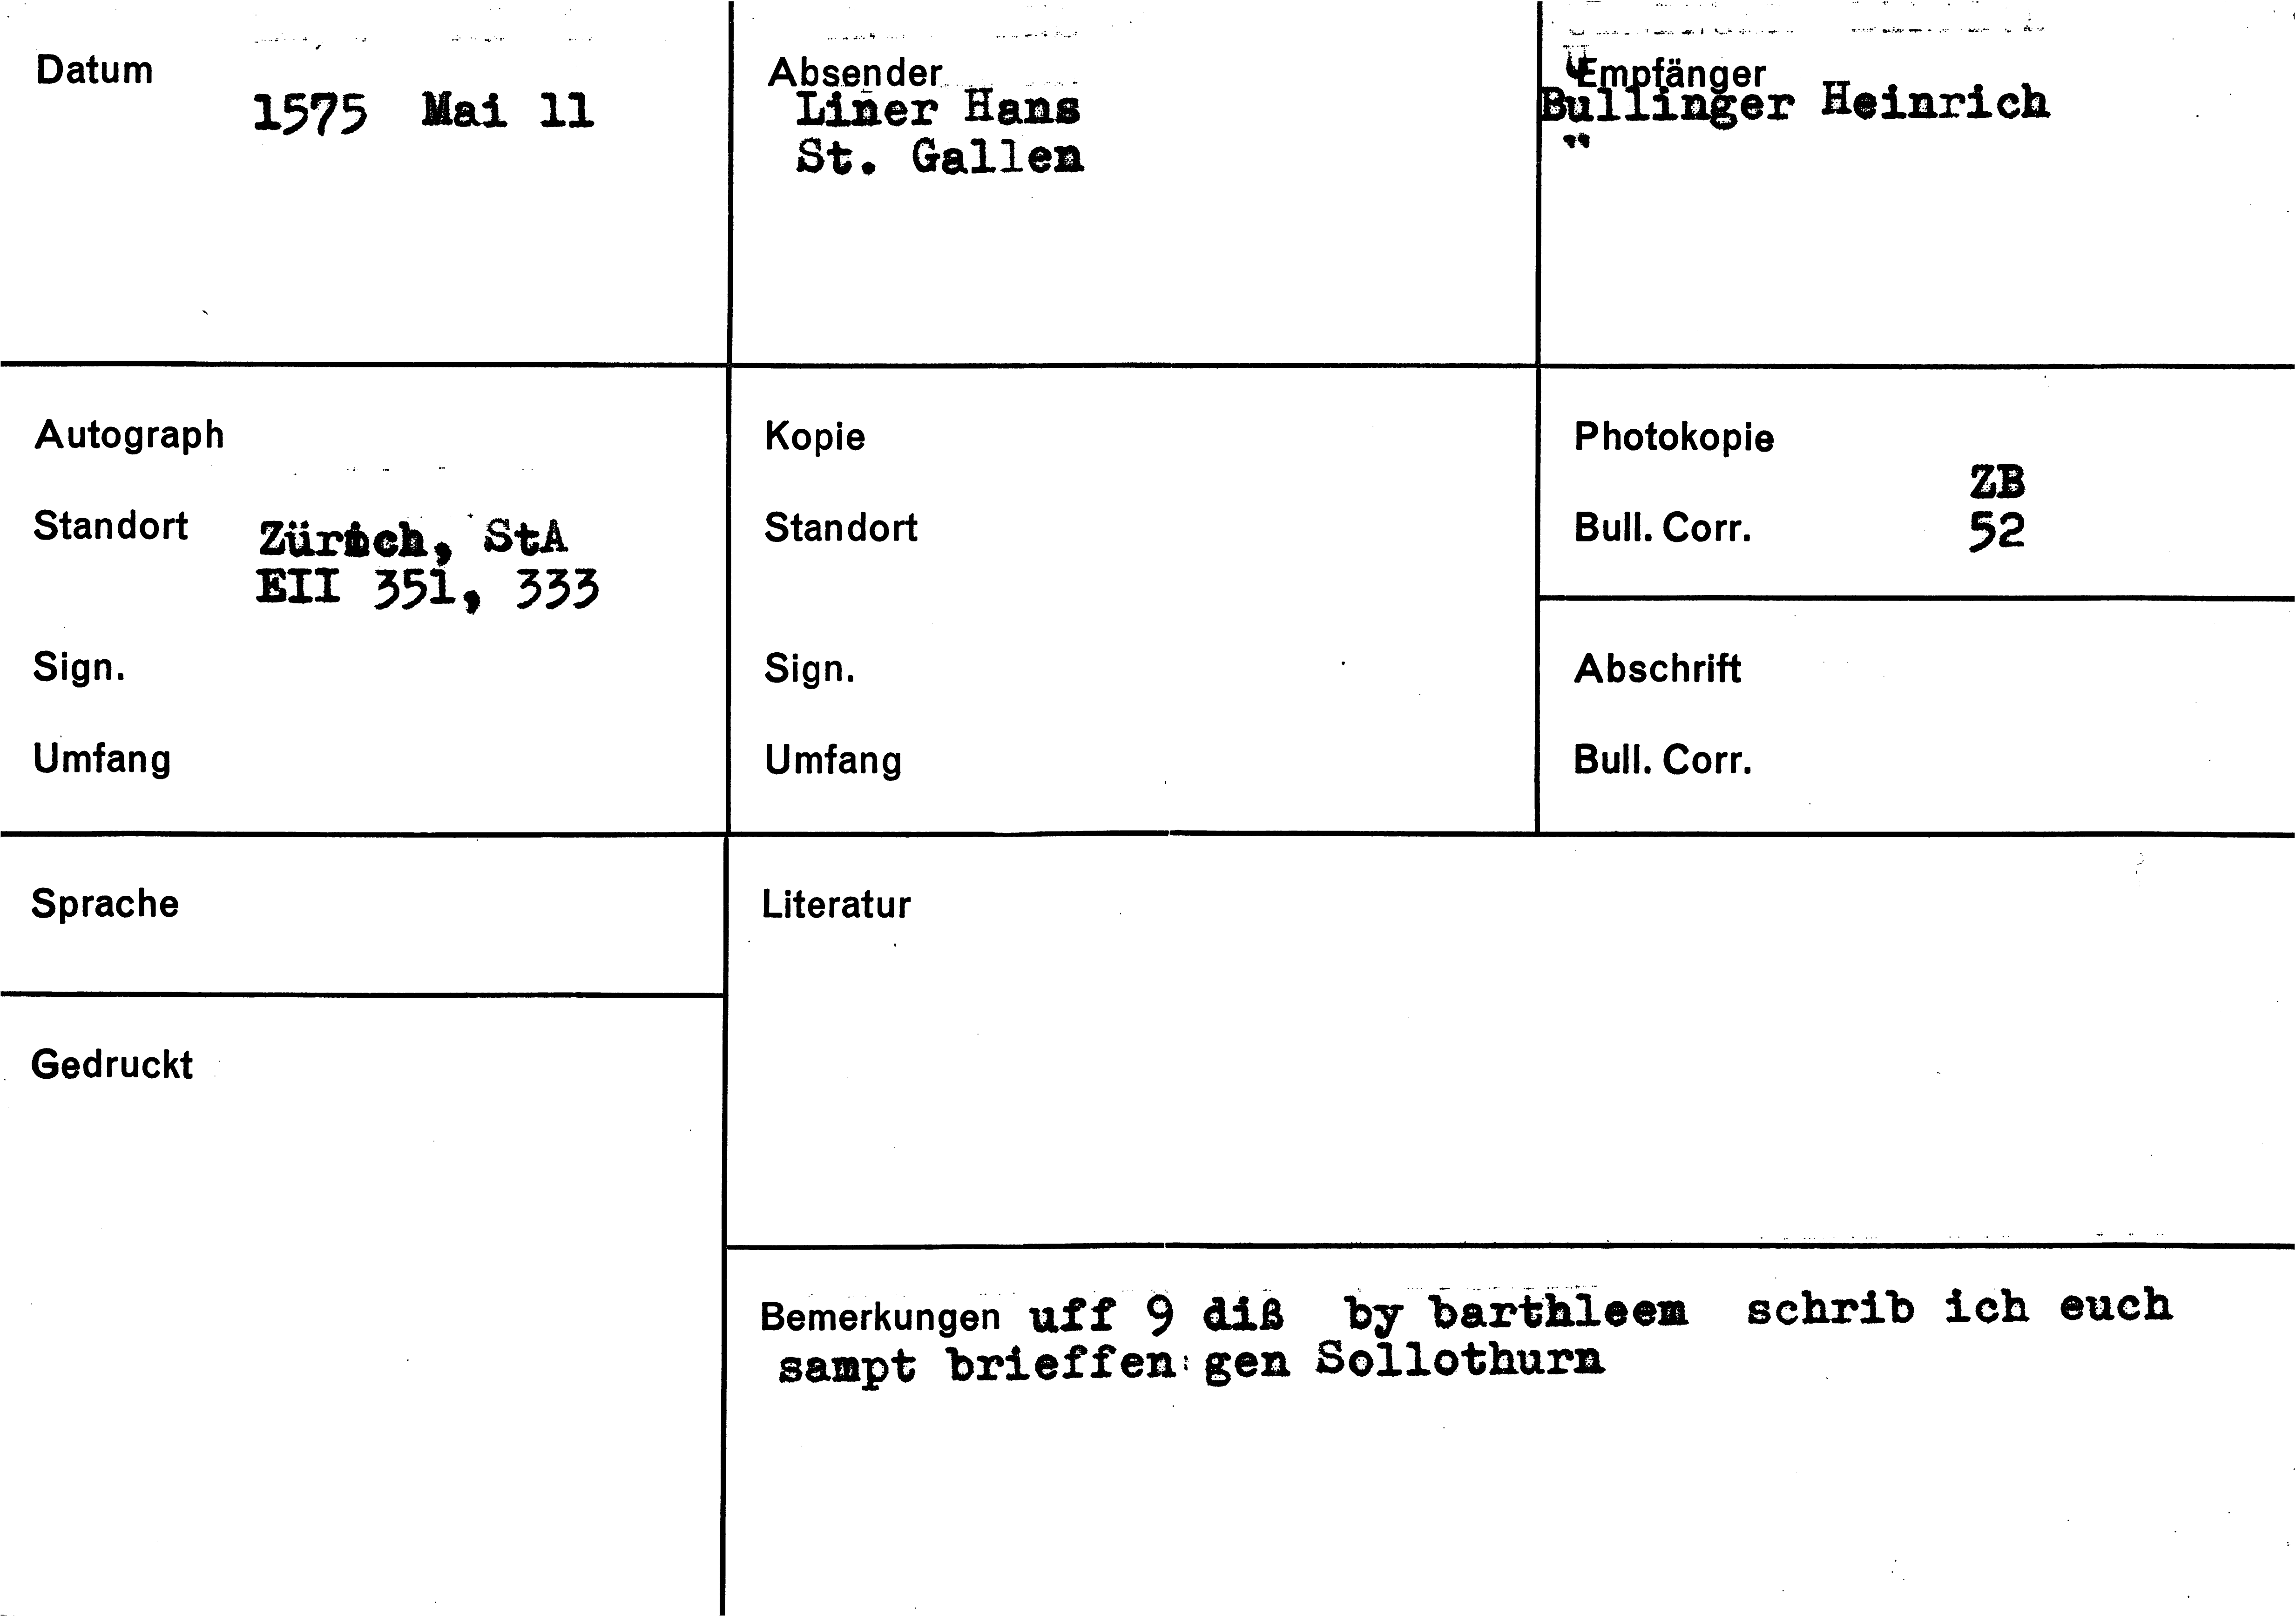 Datum
1575 Mai 11
Absender
Liner Hans
St. Gallen
Empfänger
Bullinger Heinrich
"
Autograph
Standort Zürich, StA
EII 351, 333
Sign.
Umfang
Kopie
Standort
Sign.
Umfang
Photokopie
ZB
Bull. Corr. 52
Abschrift
Bull. Corr.
Sprache
Gedruckt
Literatur
Bemerkungen uff 9 diß by barthleem schrib ich euch
sampt brieffen gen Sollothurn